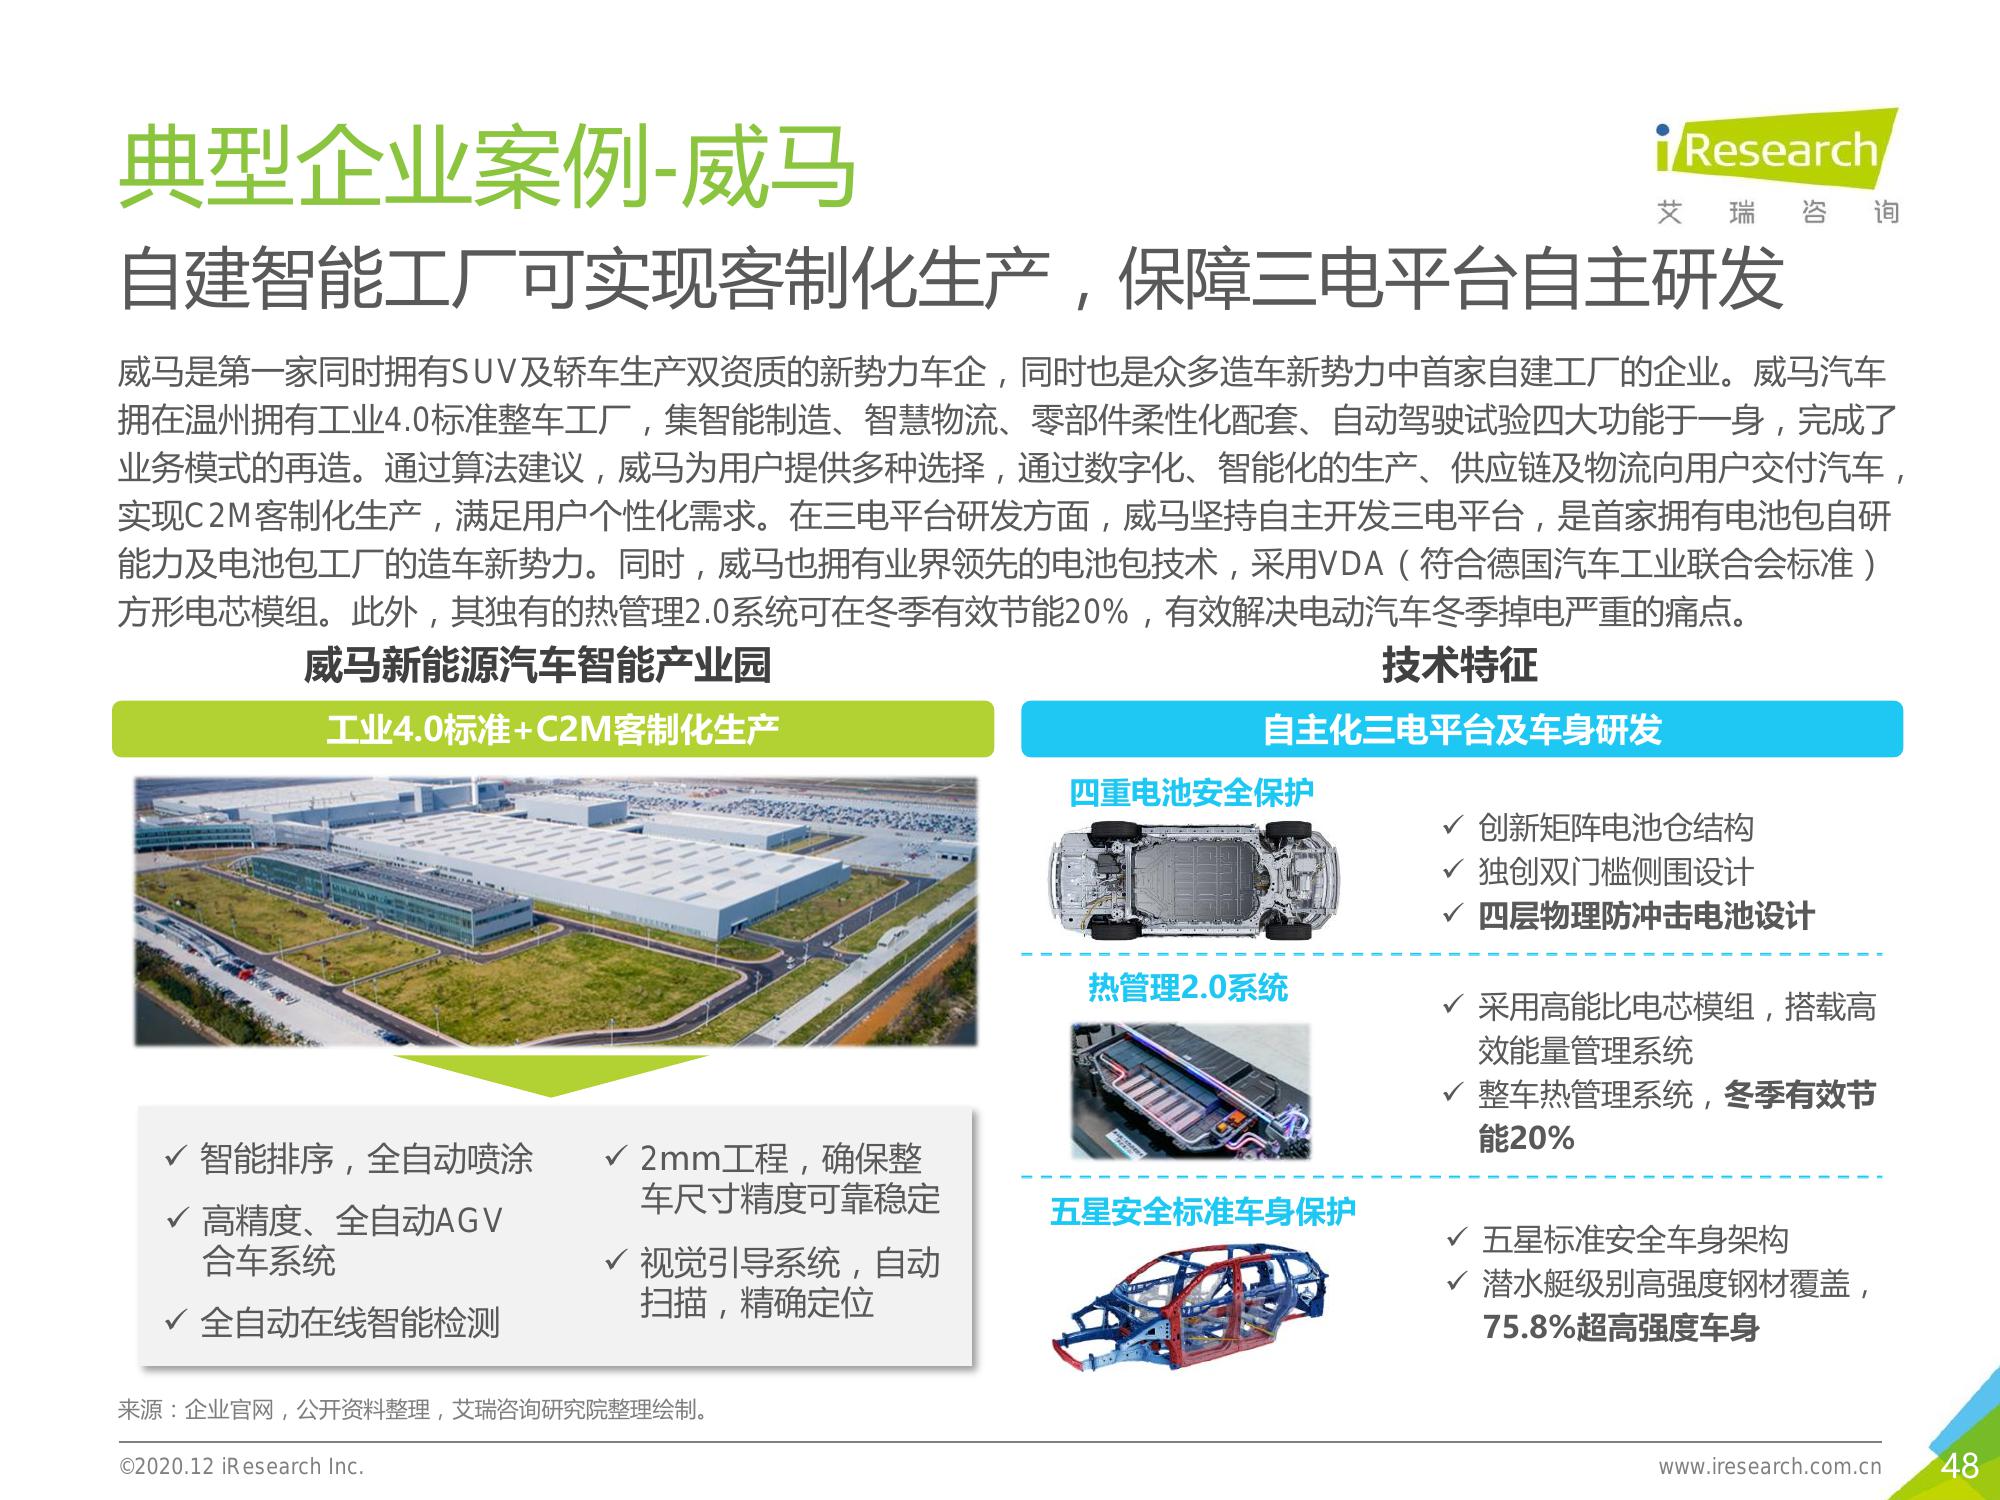 典型企业案例-威马
iResearch
艾瑞咨询
自建智能工厂可实现客制化生产，保障三电平台自主研发
威马是第一家同时拥有SUV及轿车生产双资质的新势力车企，同时也是众多造车新势力中首家自建工厂的企业。威马汽车
拥在温州拥有工业4.0标准整车工厂，集智能制造、智慧物流、零部件柔性化配套、自动驾驶试验四大功能于一身，完成了
业务模式的再造。通过算法建议，威马为用户提供多种选择，通过数字化、智能化的生产、供应链及物流向用户交付汽车，
实现C2M客制化生产，满足用户个性化需求。在三电平台研发方面，威马坚持自主开发三电平台，是首家拥有电池包自研
能力及电池包工厂的造车新势力。同时，威马也拥有业界领先的电池包技术，采用VDA（符合德国汽车工业联合会标准）
方形电芯模组。此外，其独有的热管理2.0系统可在冬季有效节能20%，有效解决电动汽车冬季掉电严重的痛点。
威马新能源汽车智能产业园
工业4.0标准+C2M客制化生产
✓ 智能排序，全自动喷涂
✓ 高精度、全自动AGV
合车系统
✓ 全自动在线智能检测
✓ 2mm工程，确保整
车尺寸精度可靠稳定
✓ 视觉引导系统，自动
扫描，精确定位
技术特征
自主化三电平台及车身研发
四重电池安全保护
✓ 创新矩阵电池仓结构
✓ 独创双门槛侧围设计
✓ 四层物理防冲击电池设计
热管理2.0系统
✓ 采用高能比电芯模组，搭载高
效能量管理系统
✓ 整车热管理系统，冬季有效节
能20%
五星安全标准车身保护
✓ 五星标准安全车身架构
✓ 潜水艇级别高强度钢材覆盖，
75.8%超高强度车身
来源：企业官网，公开资料整理，艾瑞咨询研究院整理绘制。
©2020.12 iResearch Inc.
www.iresearch.com.cn
48